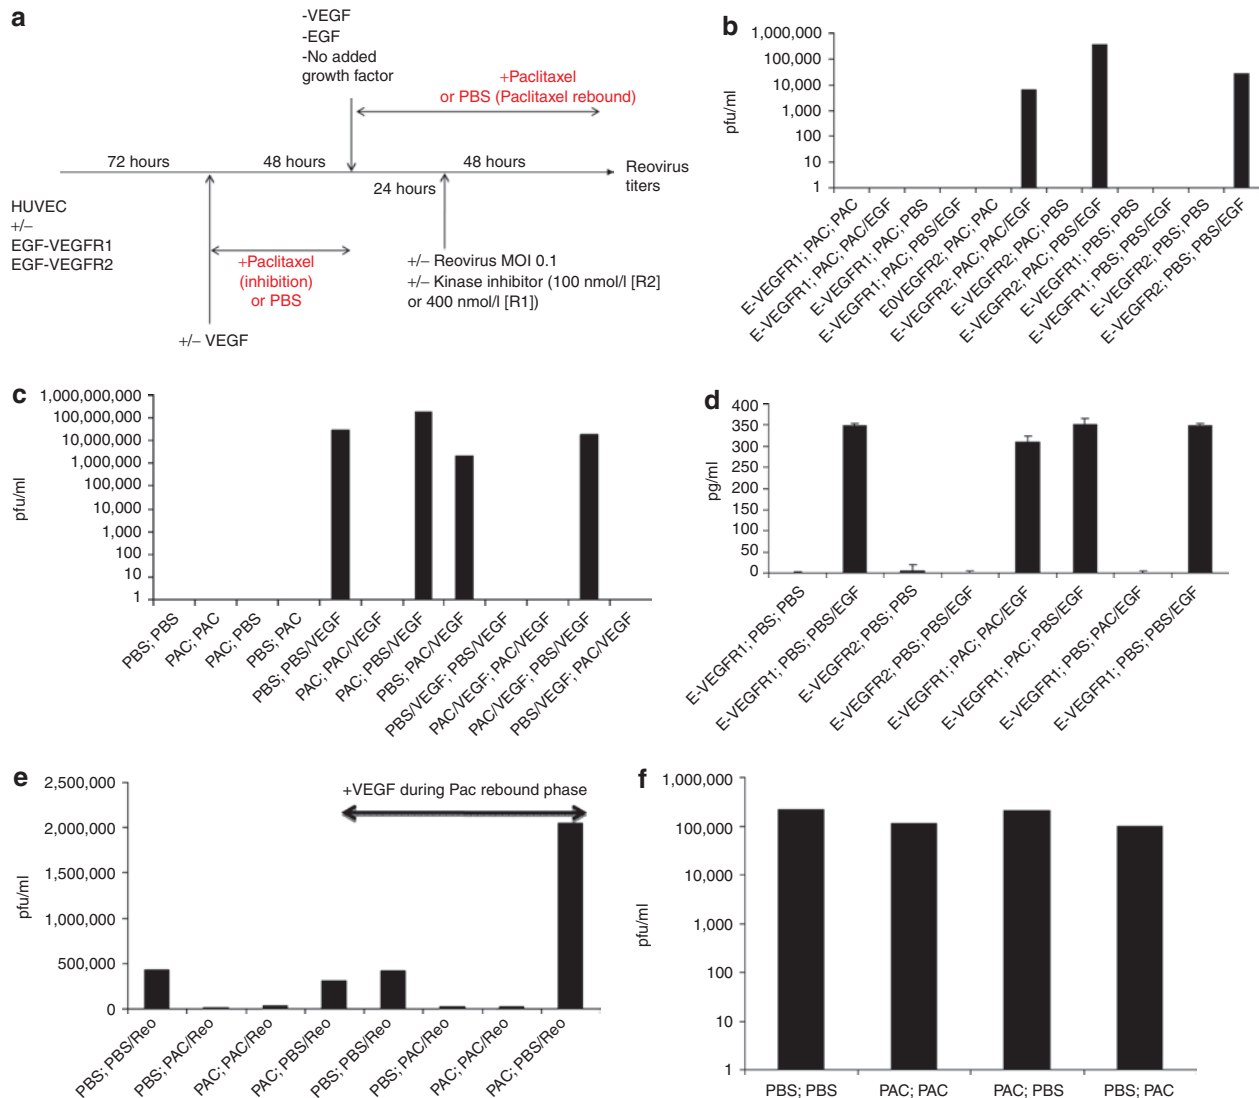 a
-VEGF
-EGF
-No added
growth factor
+Paclitaxel
or PBS (Paclitaxel rebound)
72 hours
48 hours
48 hours
24 hours
Reovirus
titers
HUVEC
+/–
EGF-VEGFR1
EGF-VEGFR2
+Paclitaxel
(inhibition)
or PBS
+/– Reovirus MOI 0.1
+/– Kinase inhibitor (100 nmol/l [R2]
or 400 nmol/l [R1])
+/– VEGF
b
pfu/ml
1,000,000
100,000
10,000
1,000
100
10
1
E-VEGFR1; PAC; PAC
E-VEGFR1; PAC; PAC/EGF
E-VEGFR1; PAC; PBS
E-VEGFR1; PAC; PBS/EGF
E0VEGFR2; PAC; PAC
E-VEGFR2; PAC; PAC/EGF
E-VEGFR2; PAC; PBS
E-VEGFR2; PAC; PBS/EGF
E-VEGFR1; PBS; PBS
E-VEGFR1; PBS; PBS/EGF
E-VEGFR2; PBS; PBS
E-VEGFR2; PBS; PBS/EGF
c
pfu/ml
1,000,000,000
100,000,000
10,000,000
1,000,000
100,000
10,000
1,000
100
10
1
PBS; PBS
PAC; PAC
PAC; PBS
PBS; PAC
PBS; PBS/VEGF
PAC; PAC/VEGF
PAC; PBS/VEGF
PBS; PAC/VEGF
PBS/VEGF; PBS/VEGF
PAC/VEGF; PAC/VEGF
PAC/VEGF; PBS/VEGF
PBS/VEGF; PAC/VEGF
d
pg/ml
400
350
300
250
200
150
100
50
0
E-VEGFR1; PBS; PBS
E-VEGFR1; PBS; PBS/EGF
E-VEGFR2; PBS; PBS
E-VEGFR2; PBS; PBS/EGF
E-VEGFR1; PAC; PAC/EGF
E-VEGFR1; PAC; PBS/EGF
E-VEGFR1; PBS; PAC/EGF
E-VEGFR1; PBS; PBS/EGF
e
pfu/ml
2,500,000
2,000,000
1,500,000
1,000,000
500,000
0
+VEGF during Pac rebound phase
PBS; PBS/Reo
PBS; PAC/Reo
PAC; PAC/Reo
PAC; PBS/Reo
PBS; PBS/Reo
PBS; PAC/Reo
PAC; PAC/Reo
PAC; PBS/Reo
f
pfu/ml
1,000,000
100,000
10,000
1,000
100
10
1
PBS; PBS
PAC; PAC
PAC; PBS
PBS; PAC